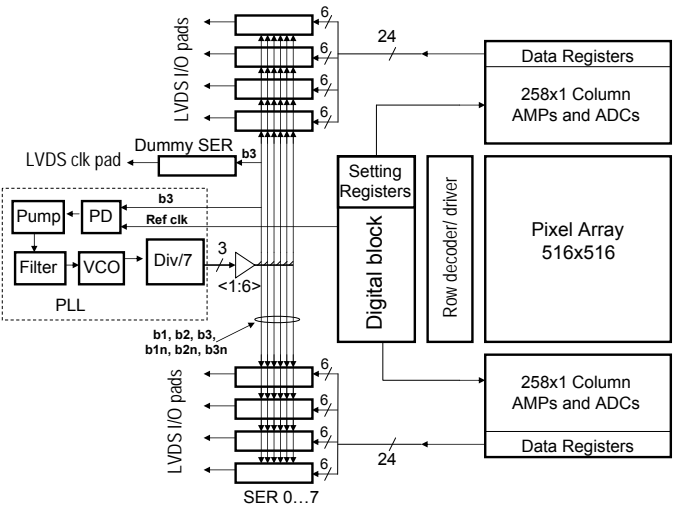 LVDS I/O pads
6
6
6
6
24
Data Registers
258x1 Column
AMPs and ADCs
Dummy SER
LVDS clk pad
b3
Setting
Registers
Digital block
Row decoder/ driver
Pixel Array
516x516
b3
Ref clk
Pump
PD
Filter
VCO
Div/7
3
<1:6>
PLL
b1, b2, b3,
b1n, b2n, b3n
LVDS I/O pads
6
6
6
6
24
258x1 Column
AMPs and ADCs
Data Registers
SER 0…7